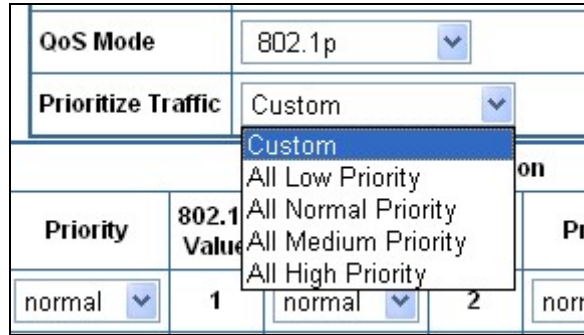 QoS Mode 802.1p
Prioritize Traffic Custom
Custom
All Low Priority
All Normal Priority
All Medium Priority
All High Priority
on
Priority 802.1
Value
normal 1 normal 2